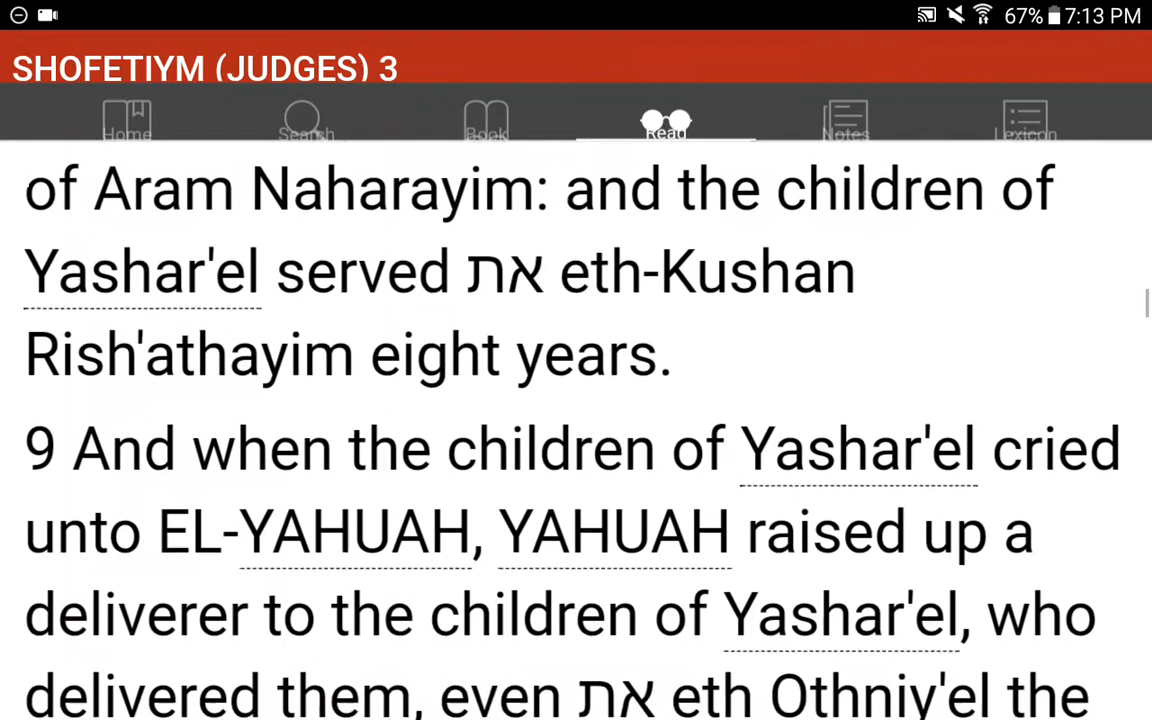 67% 7:13 PM
SHOFETIYM (JUDGES) 3
Home Search Book Read Notes Lexicon
of Aram Naharayim: and the children of
Yashar'el served את eth-Kushan
Rish'athayim eight years.
9 And when the children of Yashar'el cried
unto EL-YAHUAH, YAHUAH raised up a
deliverer to the children of Yashar'el, who
delivered them, even את eth Othniy'el the